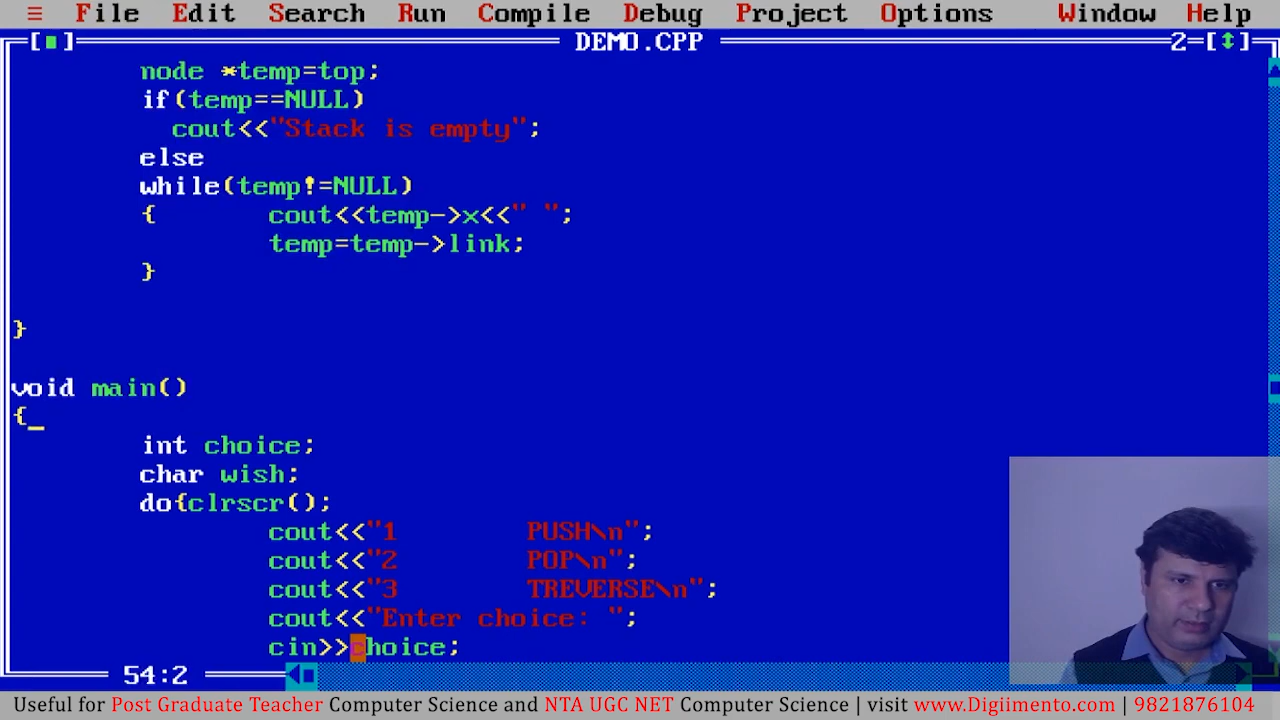 ≡ File Edit Search Run Compile Debug Project Options Window Help
[■] DEMO.CPP 2=[↕]
node *temp=top;
if(temp==NULL)
cout<<"Stack is empty";
else
while(temp!=NULL)
{ cout<<temp->x<<" ";
temp=temp->link;
}
}
void main()
{_
int choice;
char wish;
do{clrscr();
cout<<"1 PUSH\n";
cout<<"2 POP\n";
cout<<"3 TREVERSE\n";
cout<<"Enter choice: ";
cin>>choice;
54:2
Useful for Post Graduate Teacher Computer Science and NTA UGC NET Computer Science | visit www.Digiimento.com | 9821876104